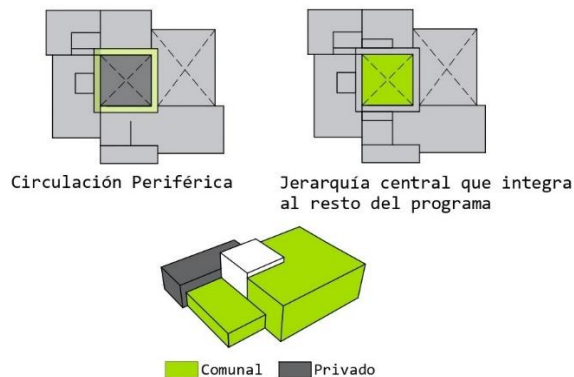 Circulación Periférica
Jerarquía central que integra
al resto del programa
Comunal
Privado